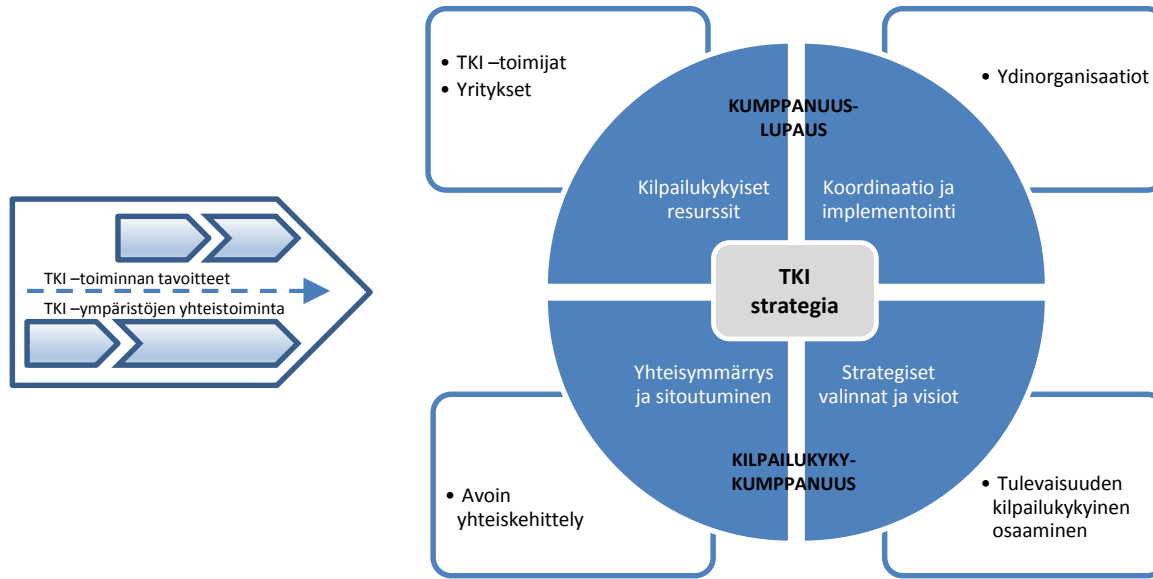 TKI –toiminnan tavoitteet
TKI –ympäristöjen yhteistoiminta
• TKI –toimijat
• Yritykset
• Ydinorganisaatiot
KUMPPANUUS-
LUPAUS
Kilpailukykyiset
resurssit
Koordinaatio ja
implementointi
TKI
strategia
Yhteisymmärrys
ja sitoutuminen
Strategiset
valinnat ja visiot
KILPAILUKYKY-
KUMPPANUUS
• Avoin
yhteiskehittely
• Tulevaisuuden
kilpailukykyinen
osaaminen